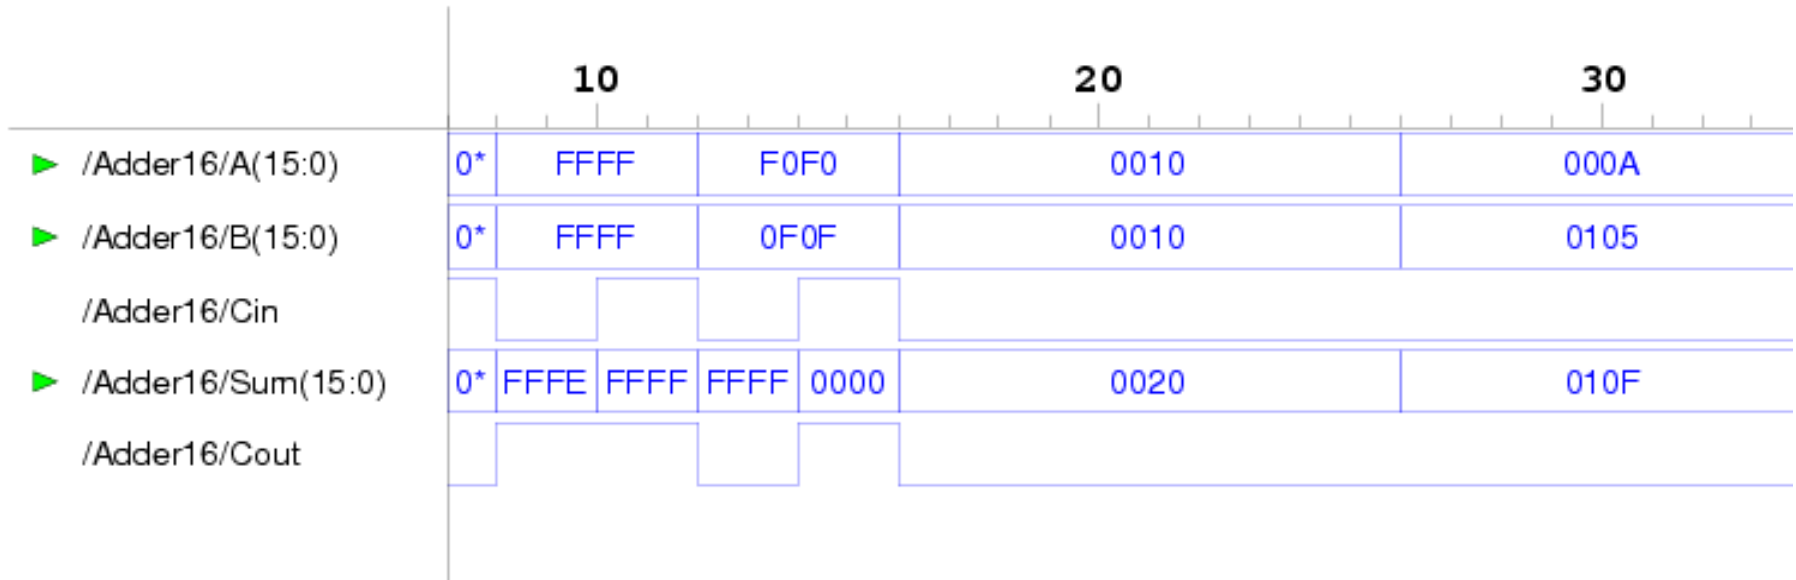 10 20 30
/Adder16/A(15:0) 0* FFFF F0F0 0010 000A
/Adder16/B(15:0) 0* FFFF 0F0F 0010 0105
/Adder16/Cin
/Adder16/Sum(15:0) 0* FFFE FFFF FFFF 0000 0020 010F
/Adder16/Cout